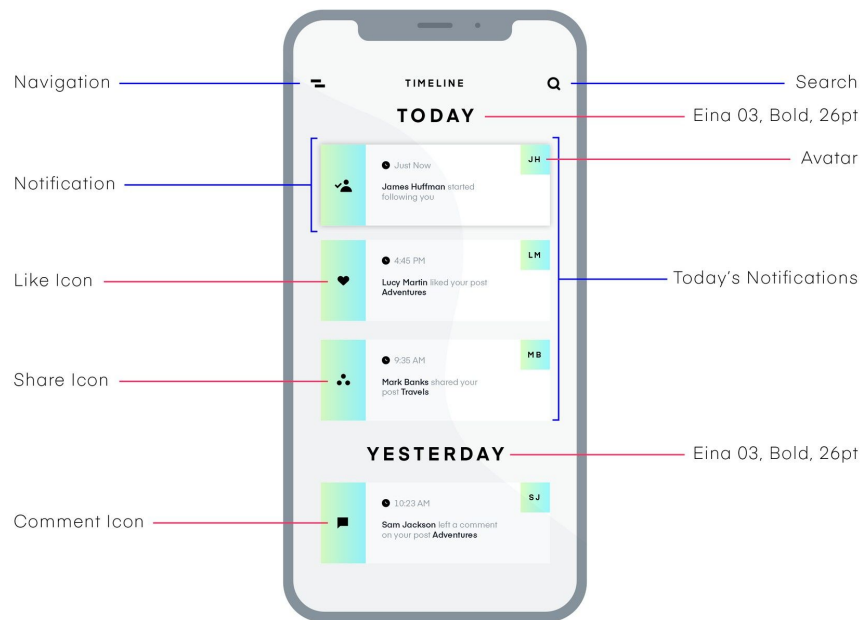 Navigation
TIMELINE
Search
TODAY
Eina 03, Bold, 26pt
Just Now
JH
Avatar
Notification
James Huffman started
following you
4:45 PM
LM
Like Icon
Lucy Martin liked your post
Adventures
Today's Notifications
9:35 AM
MB
Share Icon
Mark Banks shared your
post Travels
YESTERDAY
Eina 03, Bold, 26pt
10:23 AM
SJ
Comment Icon
Sam Jackson left a comment
on your post Adventures